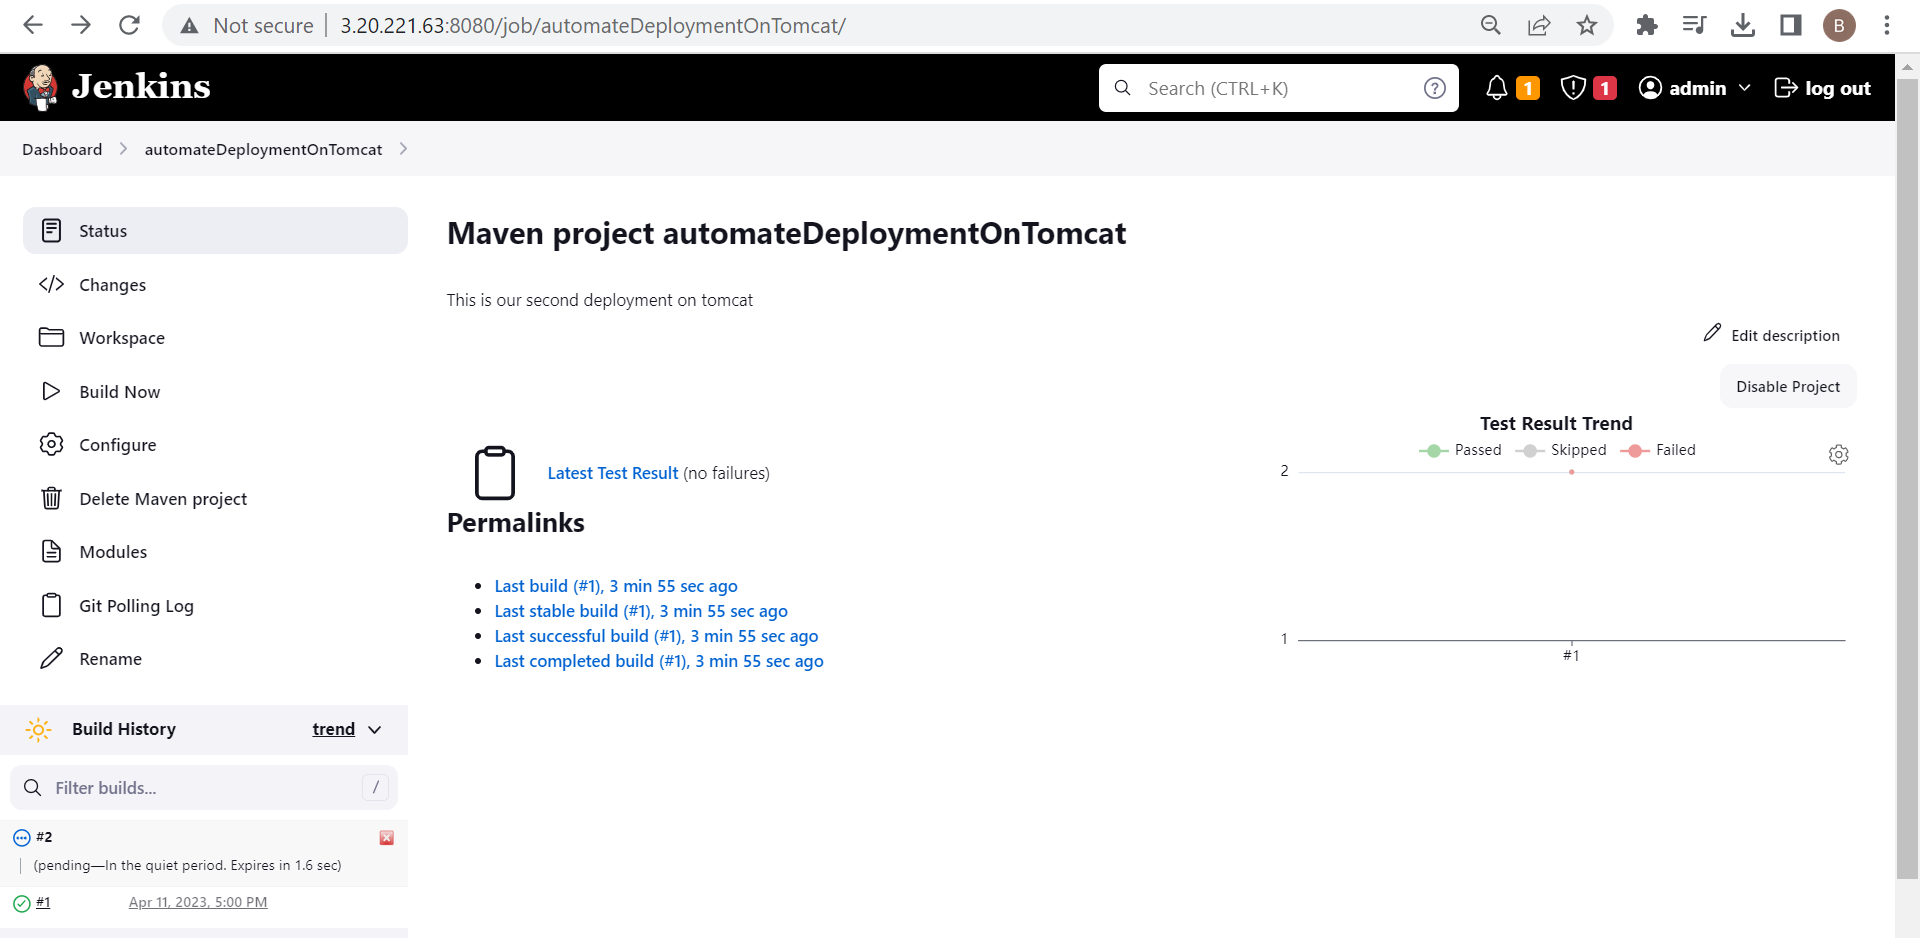 Not secure 3.20.221.63:8080/job/automateDeploymentOnTomcat/ B
Jenkins Search (CTRL+K) ? 1 1 admin log out
Dashboard automateDeploymentOnTomcat
Status
Changes
Workspace
Build Now
Configure
Delete Maven project
Modules
Git Polling Log
Rename
Build History trend
Filter builds... /
#2
(pending—In the quiet period. Expires in 1.6 sec)
#1 Apr 11, 2023, 5:00 PM
Maven project automateDeploymentOnTomcat
This is our second deployment on tomcat
Edit description
Disable Project
Latest Test Result (no failures)
Permalinks
Last build (#1), 3 min 55 sec ago
Last stable build (#1), 3 min 55 sec ago
Last successful build (#1), 3 min 55 sec ago
Last completed build (#1), 3 min 55 sec ago
Test Result Trend
Passed Skipped Failed
2
1
#1